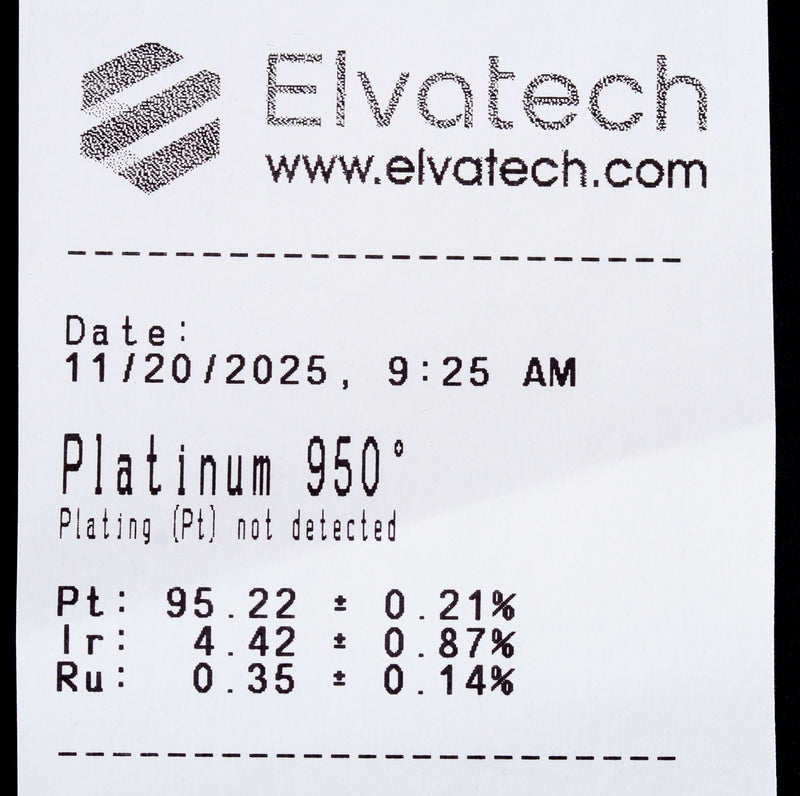 Elvatech
www.elvatech.com
Date:
11/20/2025, 9:25 AM
Platinum 950°
Plating (Pt) not detected
Pt: 95.22 ± 0.21%
Ir: 4.42 ± 0.87%
Ru: 0.35 ± 0.14%